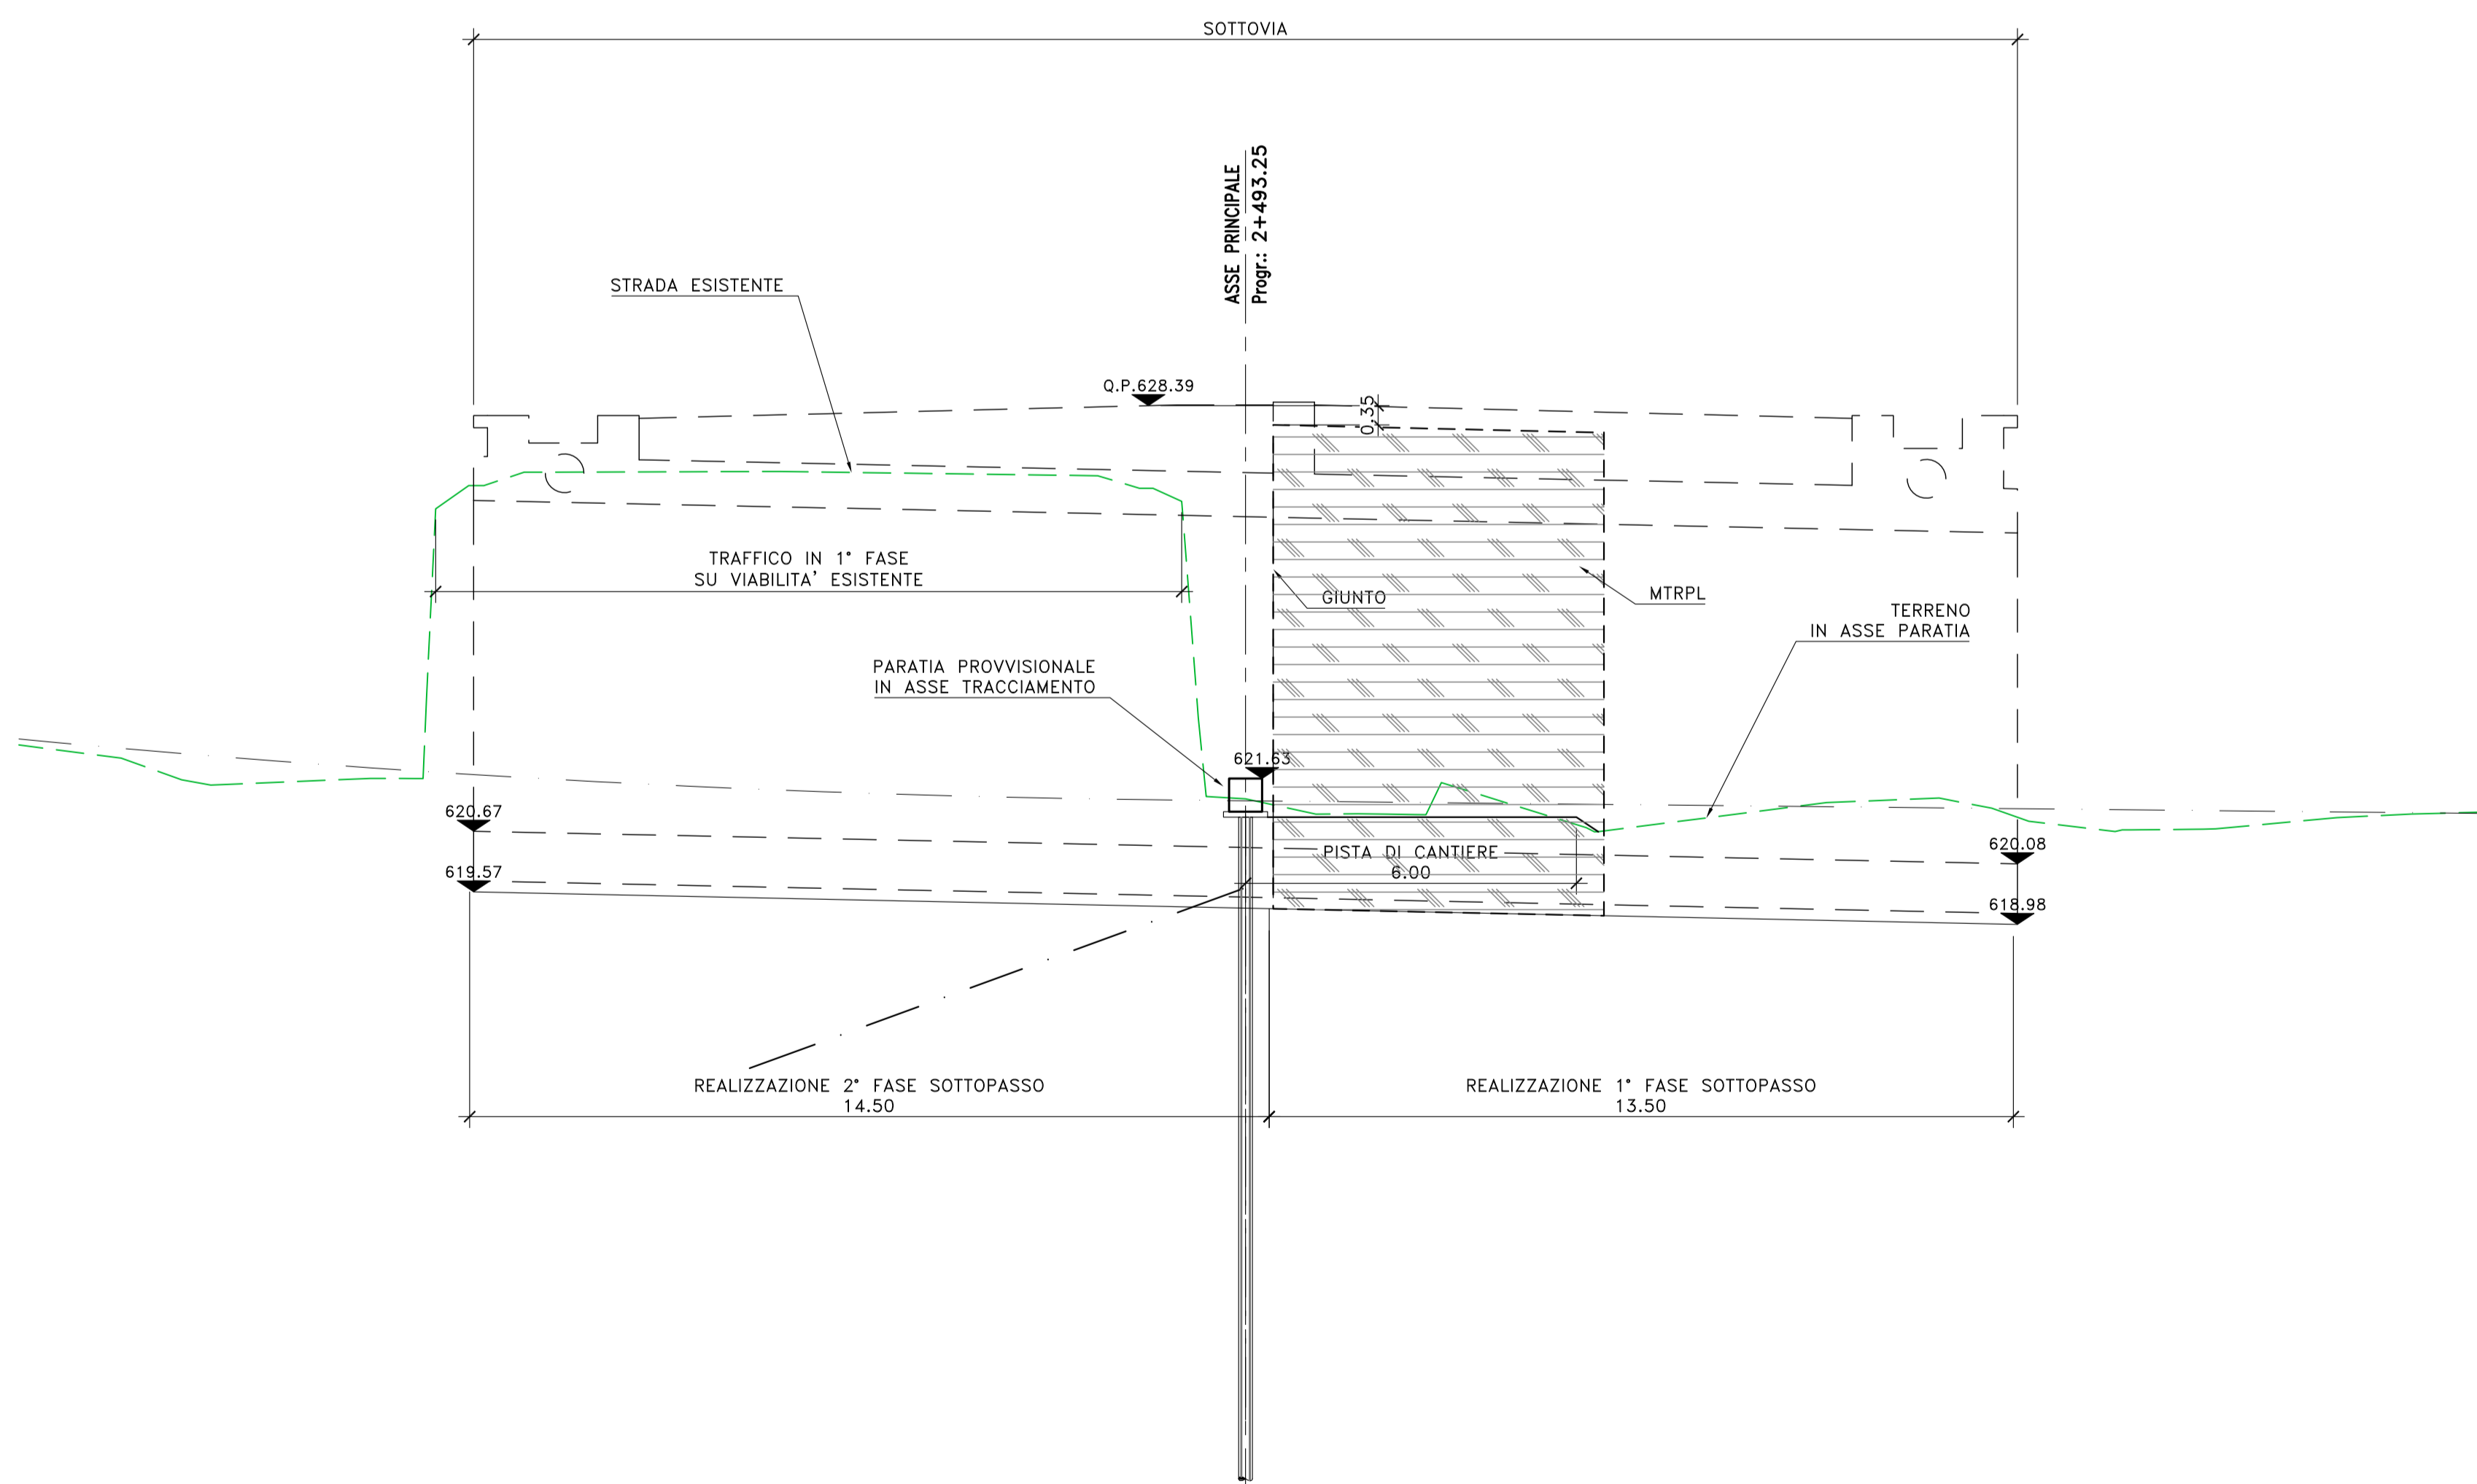 SOTTOVIA
ASSE PRINCIPALE
Progr.: 2+493.25
STRADA ESISTENTE
Q.P.628.39
0.35
TRAFFICO IN 1° FASE
SU VIABILITA' ESISTENTE
GIUNTO
MTRPL
TERRENO
IN ASSE PARATIA
PARATIA PROVVISIONALE
IN ASSE TRACCIAMENTO
621.63
620.67
619.57
PISTA DI CANTIERE
6.00
620.08
618.98
REALIZZAZIONE 2° FASE SOTTOPASSO
14.50
REALIZZAZIONE 1° FASE SOTTOPASSO
13.50